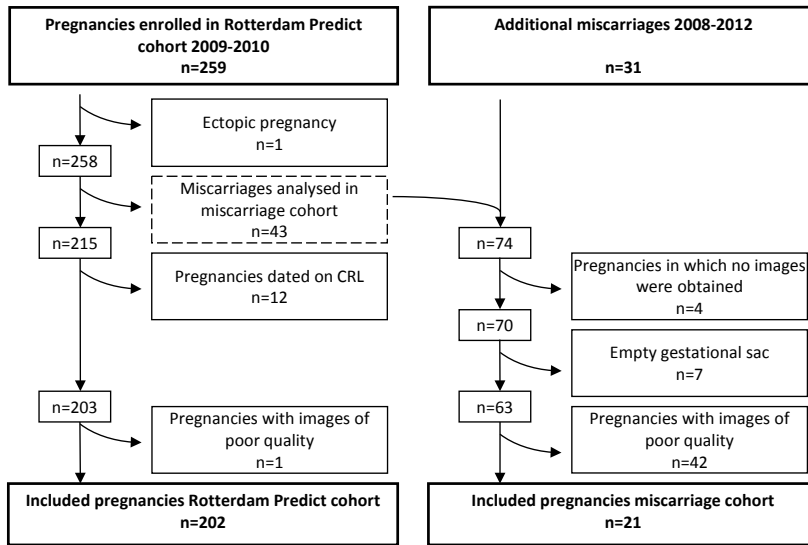 Pregnancies enrolled in Rotterdam Predict
cohort 2009-2010
n=259
Additional miscarriages 2008-2012
n=31
Ectopic pregnancy
n=1
n=258
Miscarriages analysed in
miscarriage cohort
n=43
n=215
n=74
Pregnancies dated on CRL
n=12
Pregnancies in which no images
were obtained
n=4
n=70
Empty gestational sac
n=7
n=203
n=63
Pregnancies with images of
poor quality
n=1
Pregnancies with images of
poor quality
n=42
Included pregnancies Rotterdam Predict cohort
n=202
Included pregnancies miscarriage cohort
n=21